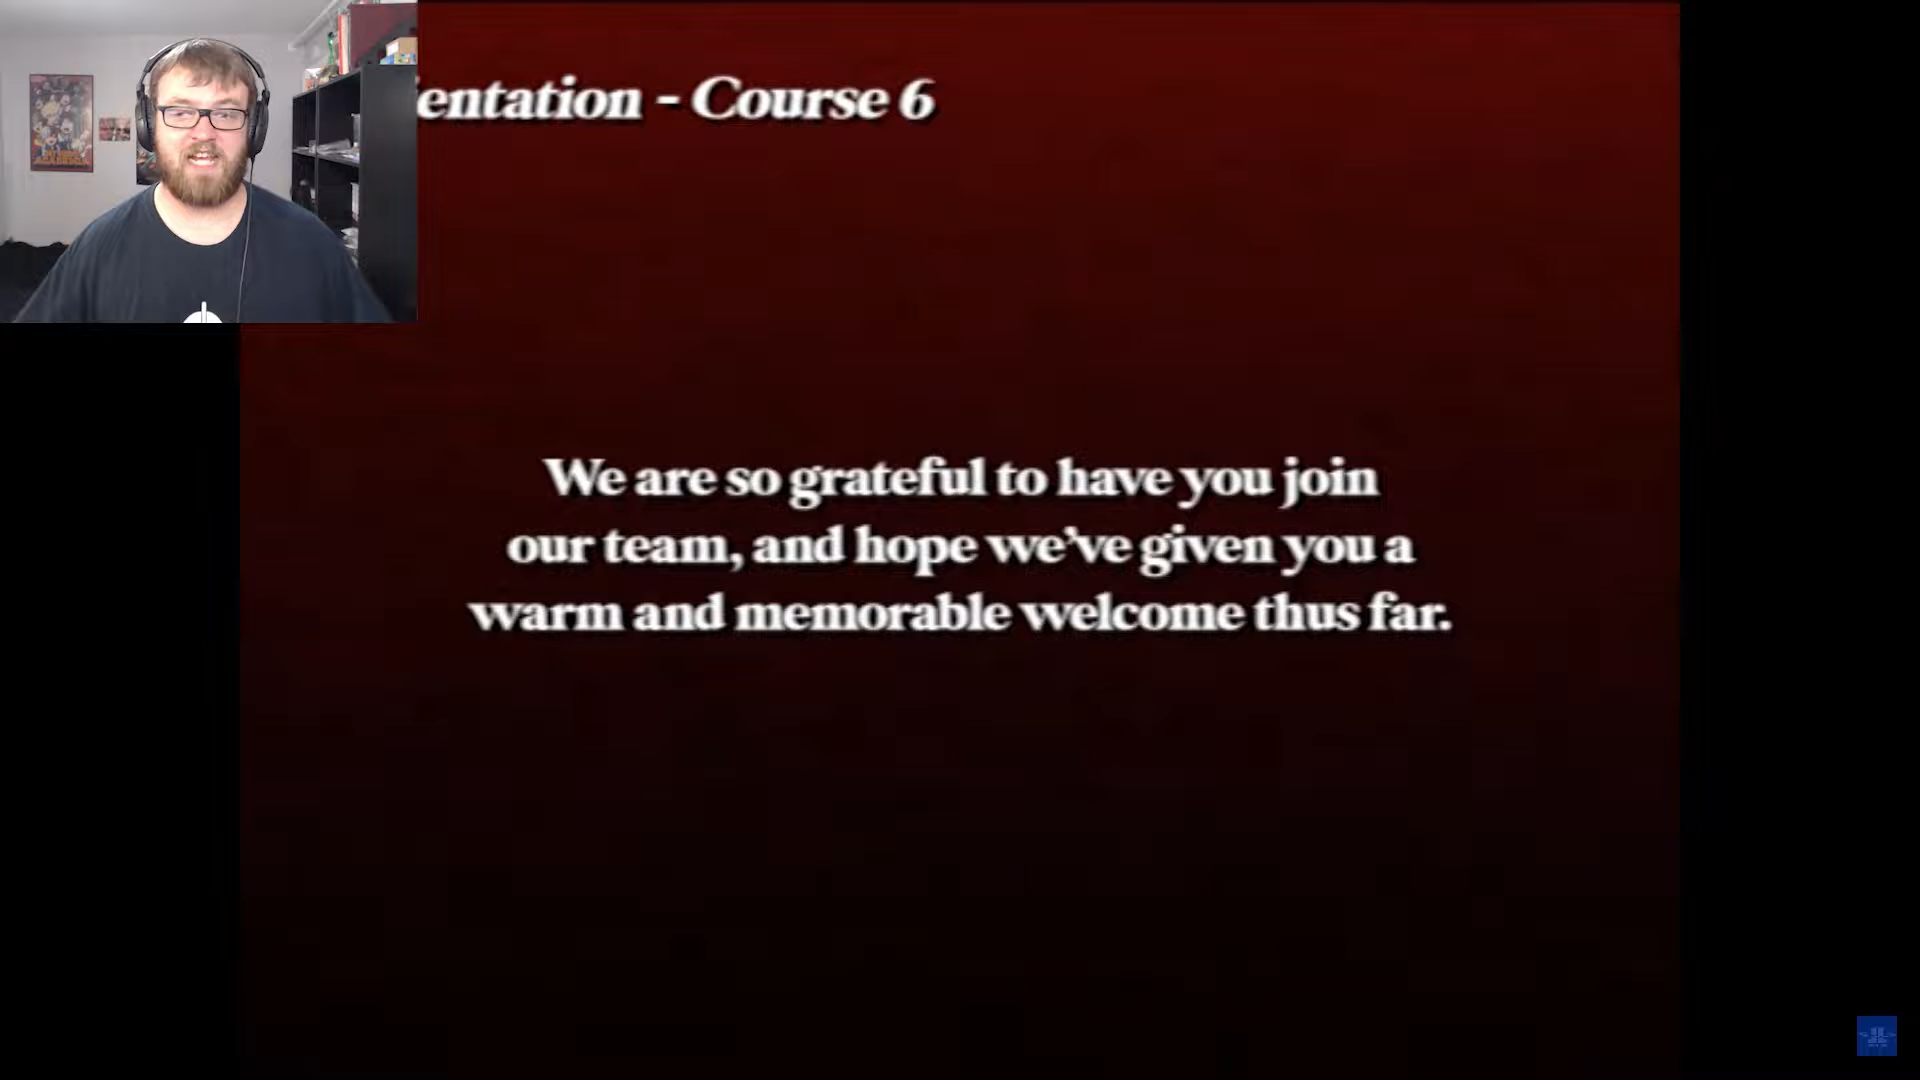 entation - Course 6
We are so grateful to have you join
our team, and hope we've given you a
warm and memorable welcome thus far.